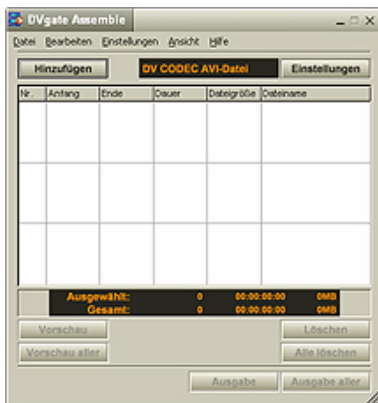 DVgate Assemble
Datei Bearbeiten Einstellungen Ansicht Hilfe
Hinzufügen DV CODEC AVI-Datei Einstellungen
Nr. Anfang Ende Dauer Dateigröße Dateiname
Ausgewählt: 0 00:00:00:00 0MB
Gesamt: 0 00:00:00:00 0MB
Vorschau Löschen
Vorschau aller Alle löschen
Ausgabe Ausgabe aller